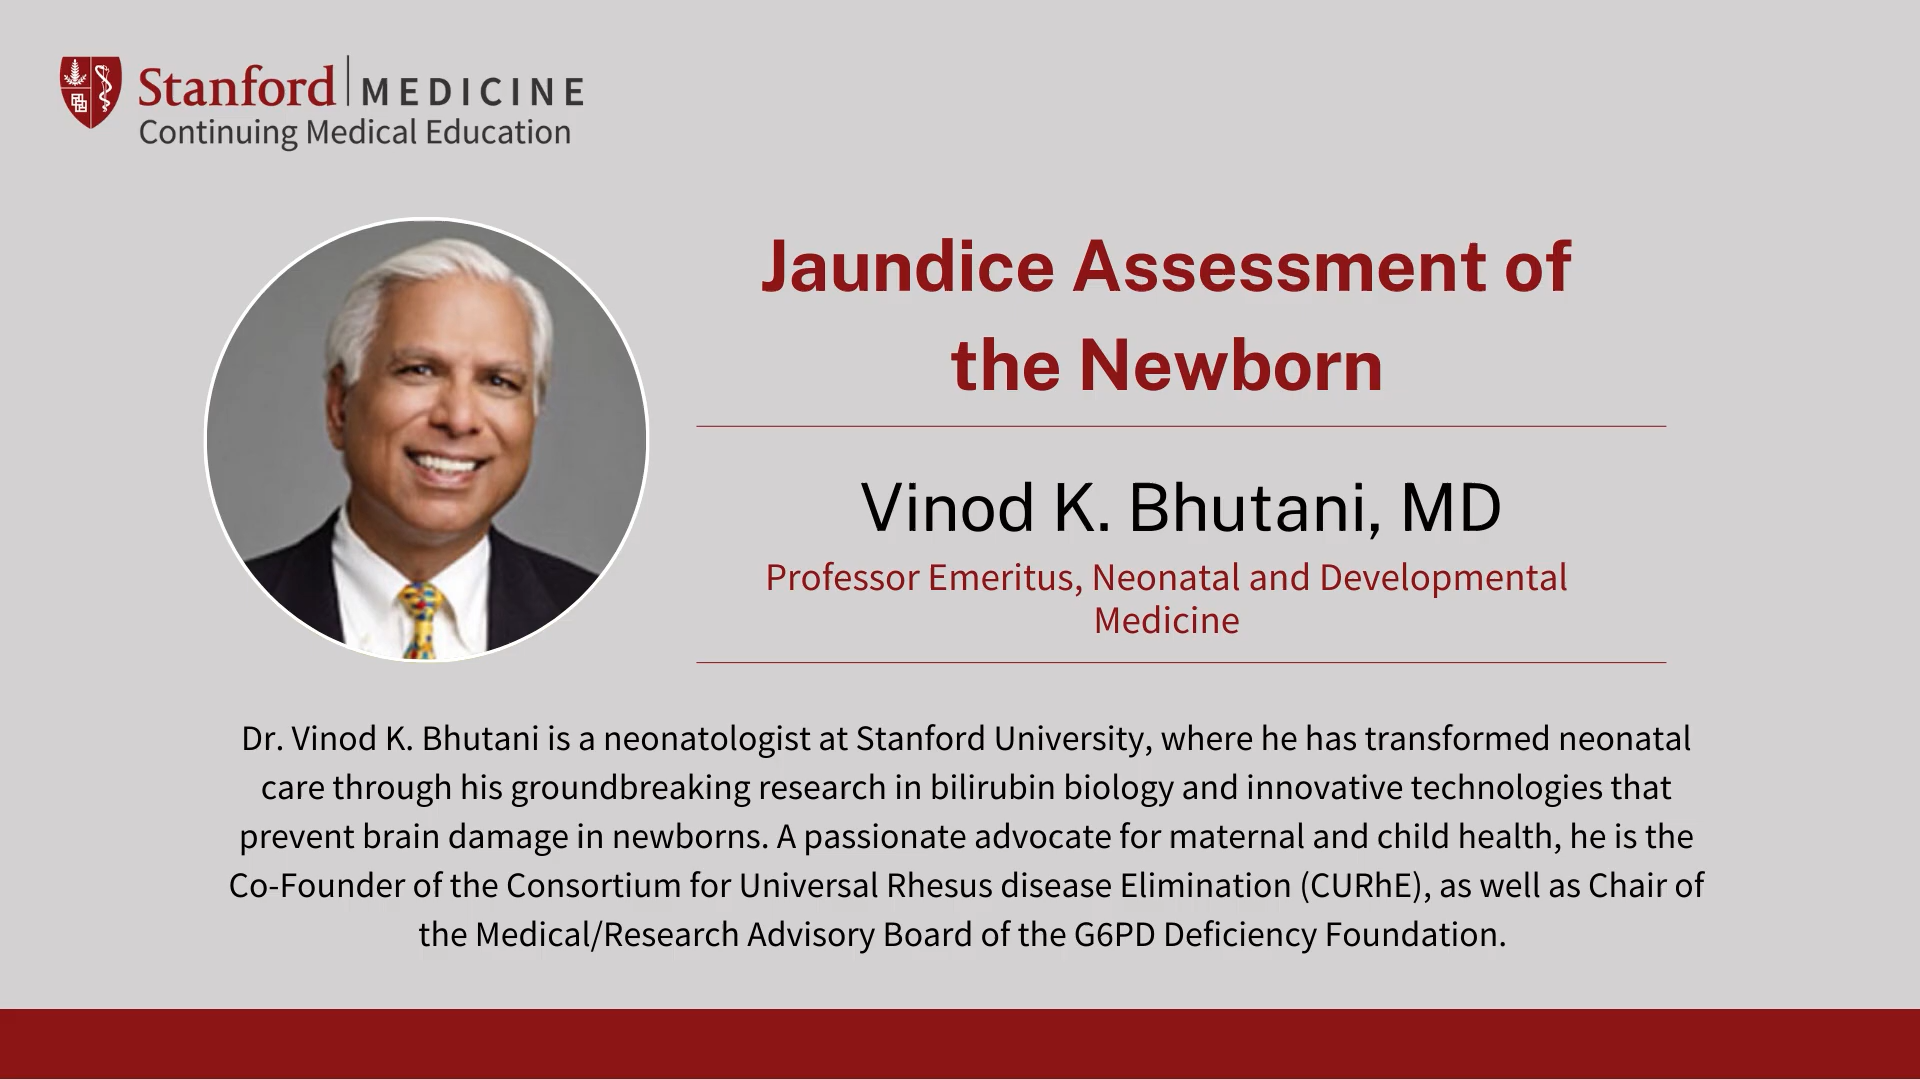 Stanford MEDICINE
Continuing Medical Education
Jaundice Assessment of
the Newborn
Vinod K. Bhutani, MD
Professor Emeritus, Neonatal and Developmental
Medicine
Dr. Vinod K. Bhutani is a neonatologist at Stanford University, where he has transformed neonatal
care through his groundbreaking research in bilirubin biology and innovative technologies that
prevent brain damage in newborns. A passionate advocate for maternal and child health, he is the
Co-Founder of the Consortium for Universal Rhesus disease Elimination (CURhE), as well as Chair of
the Medical/Research Advisory Board of the G6PD Deficiency Foundation.